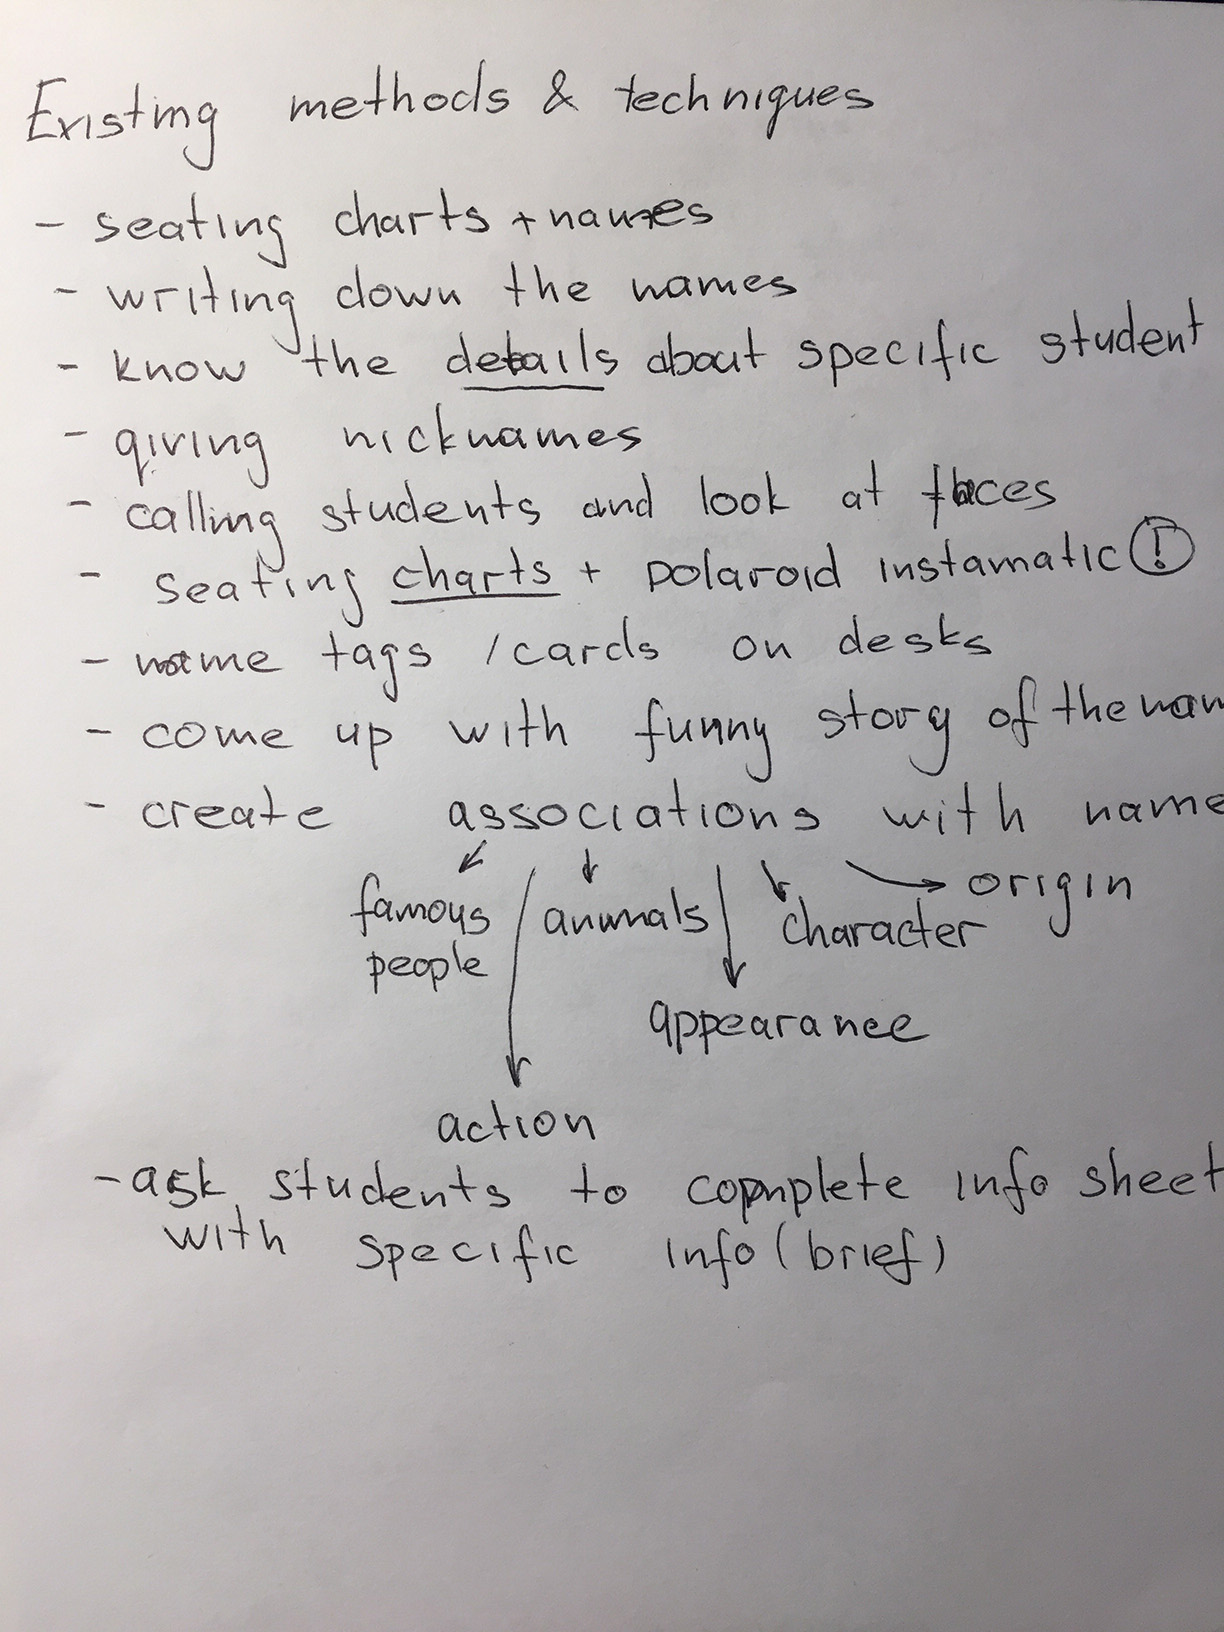 Existing methods & techniques
- seating charts + names
- writing down the names
- know the details about specific student
- giving nicknames
- calling students and look at faces
- seating charts + polaroid instamatic !
- name tags / cards on desks
- come up with funny story of the nam
- create associations with name
famous people
animals
character
origin
appearance
action
- ask students to complete info sheet
with specific info (brief)